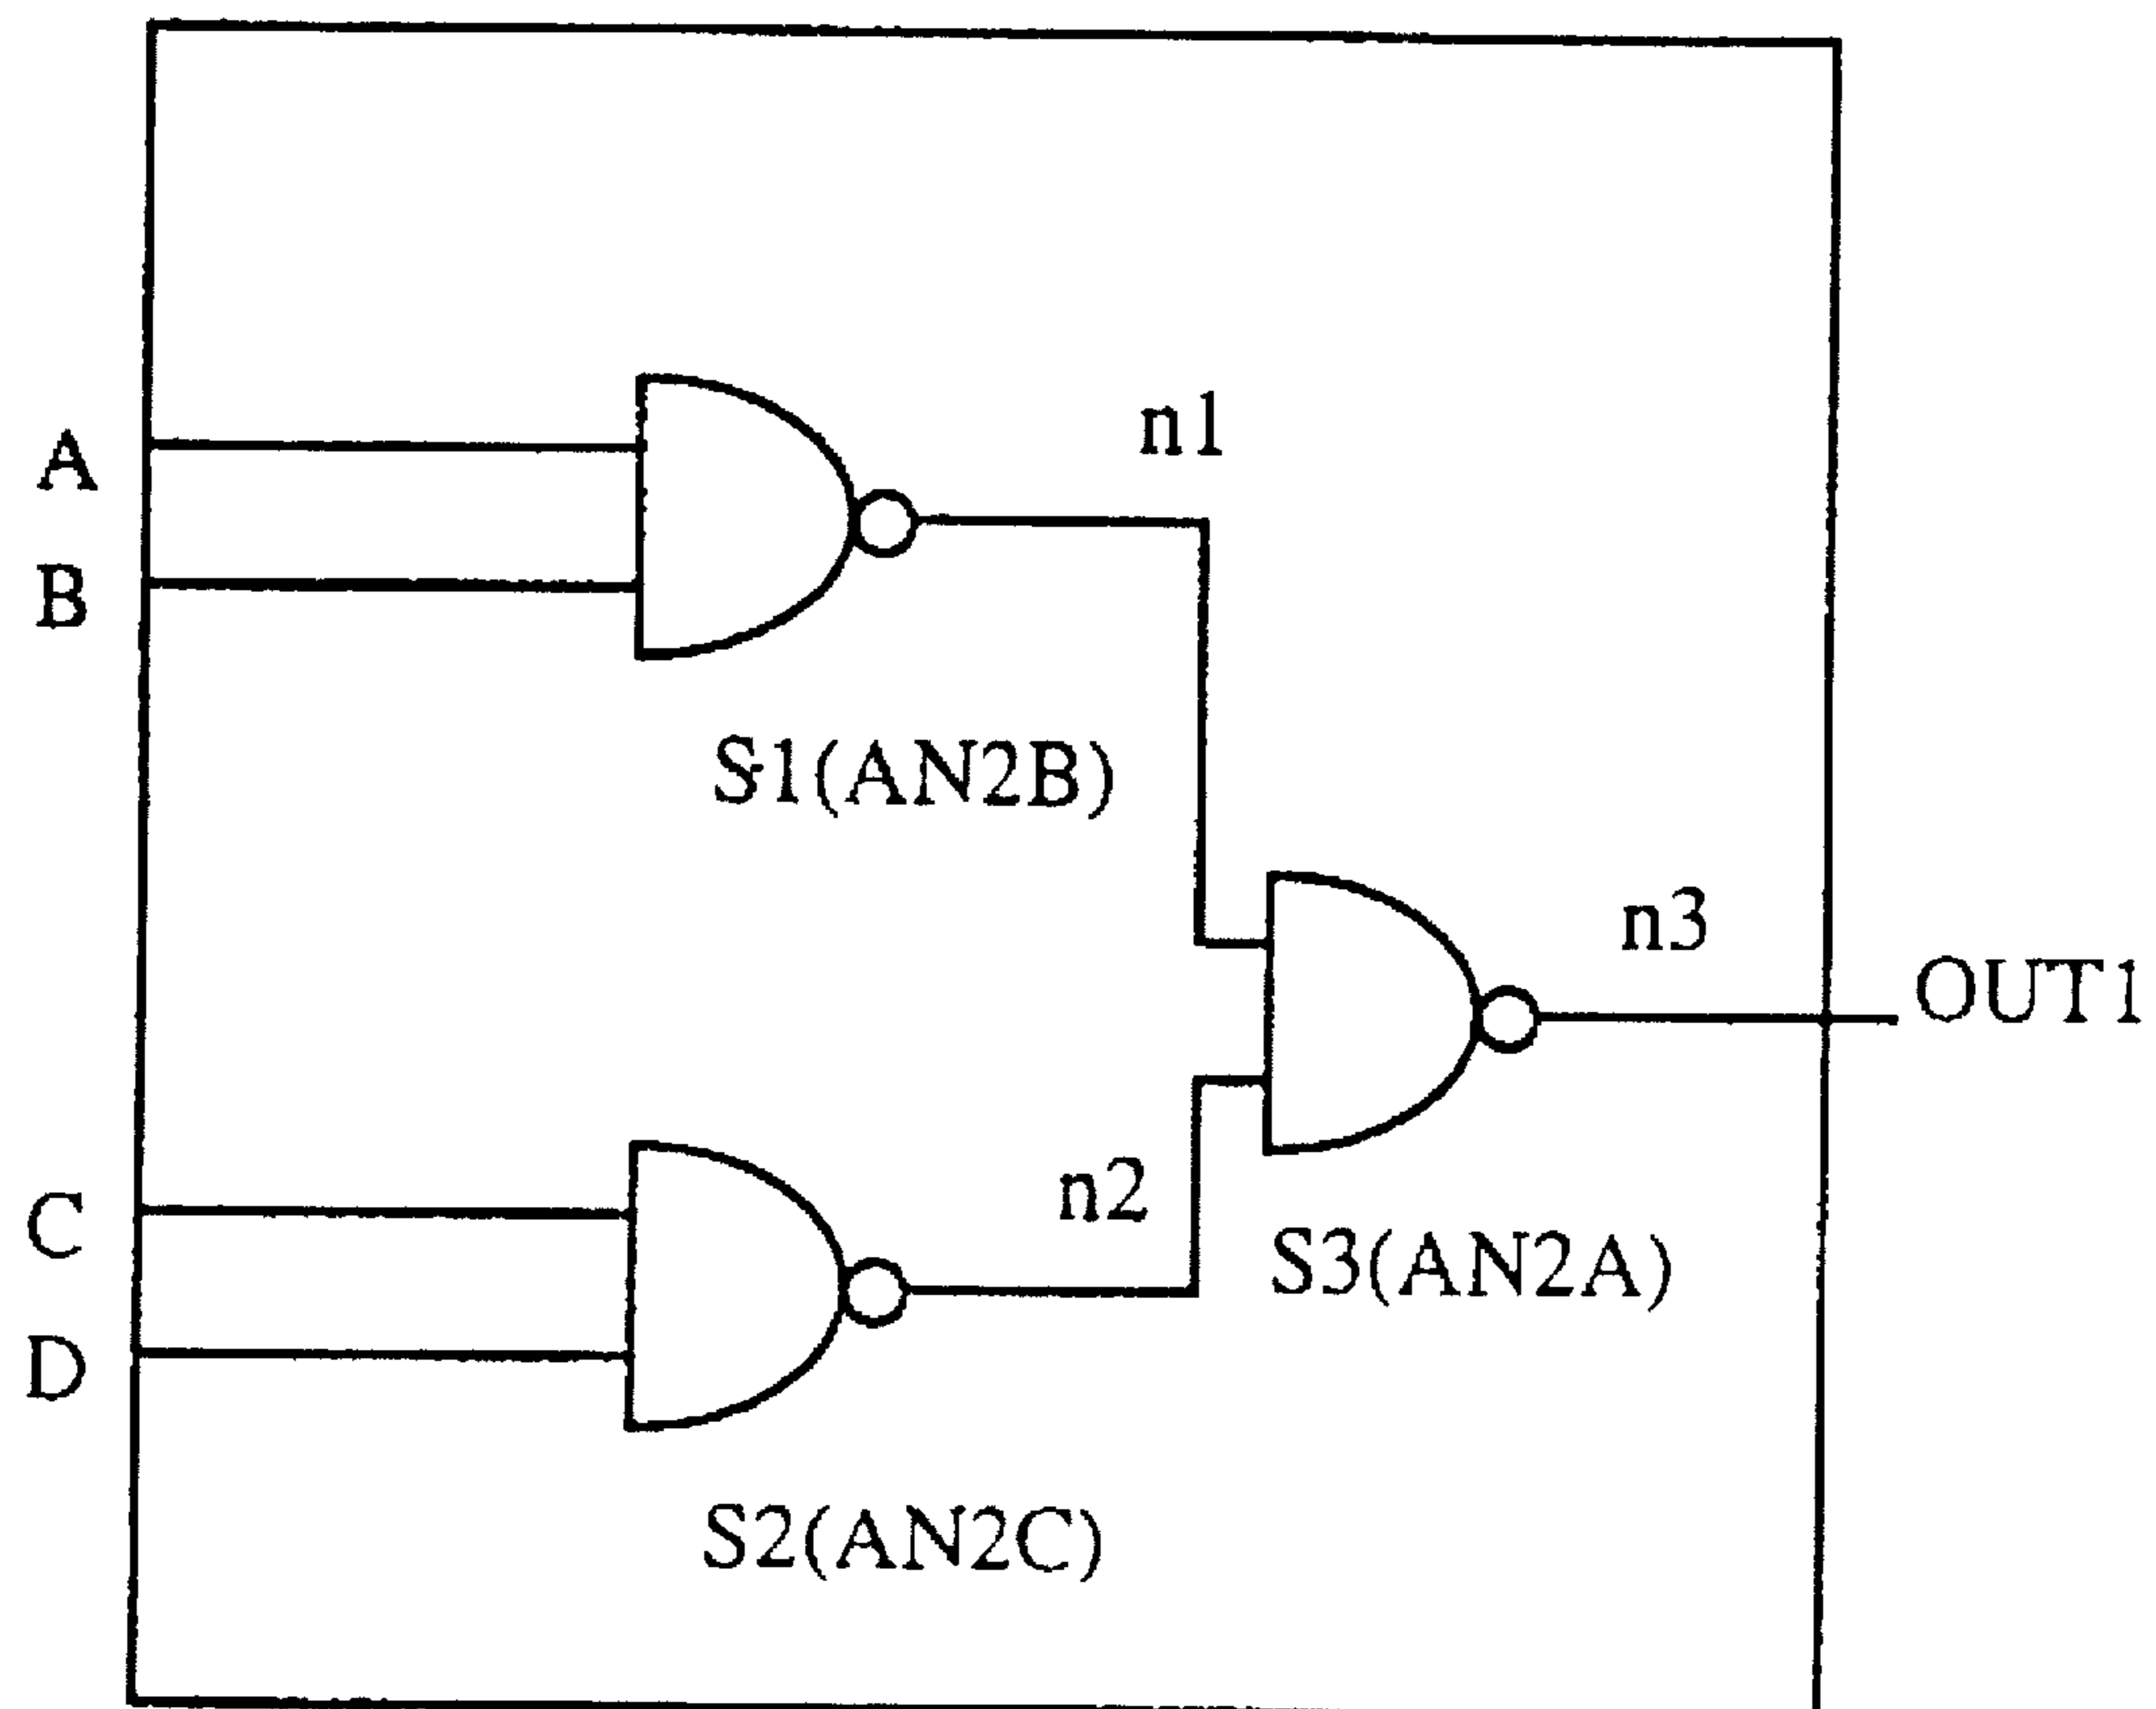 n1
A
B
S1(AN2B)
n3
OUT1
n2
C
S3(AN2A)
D
S2(AN2C)